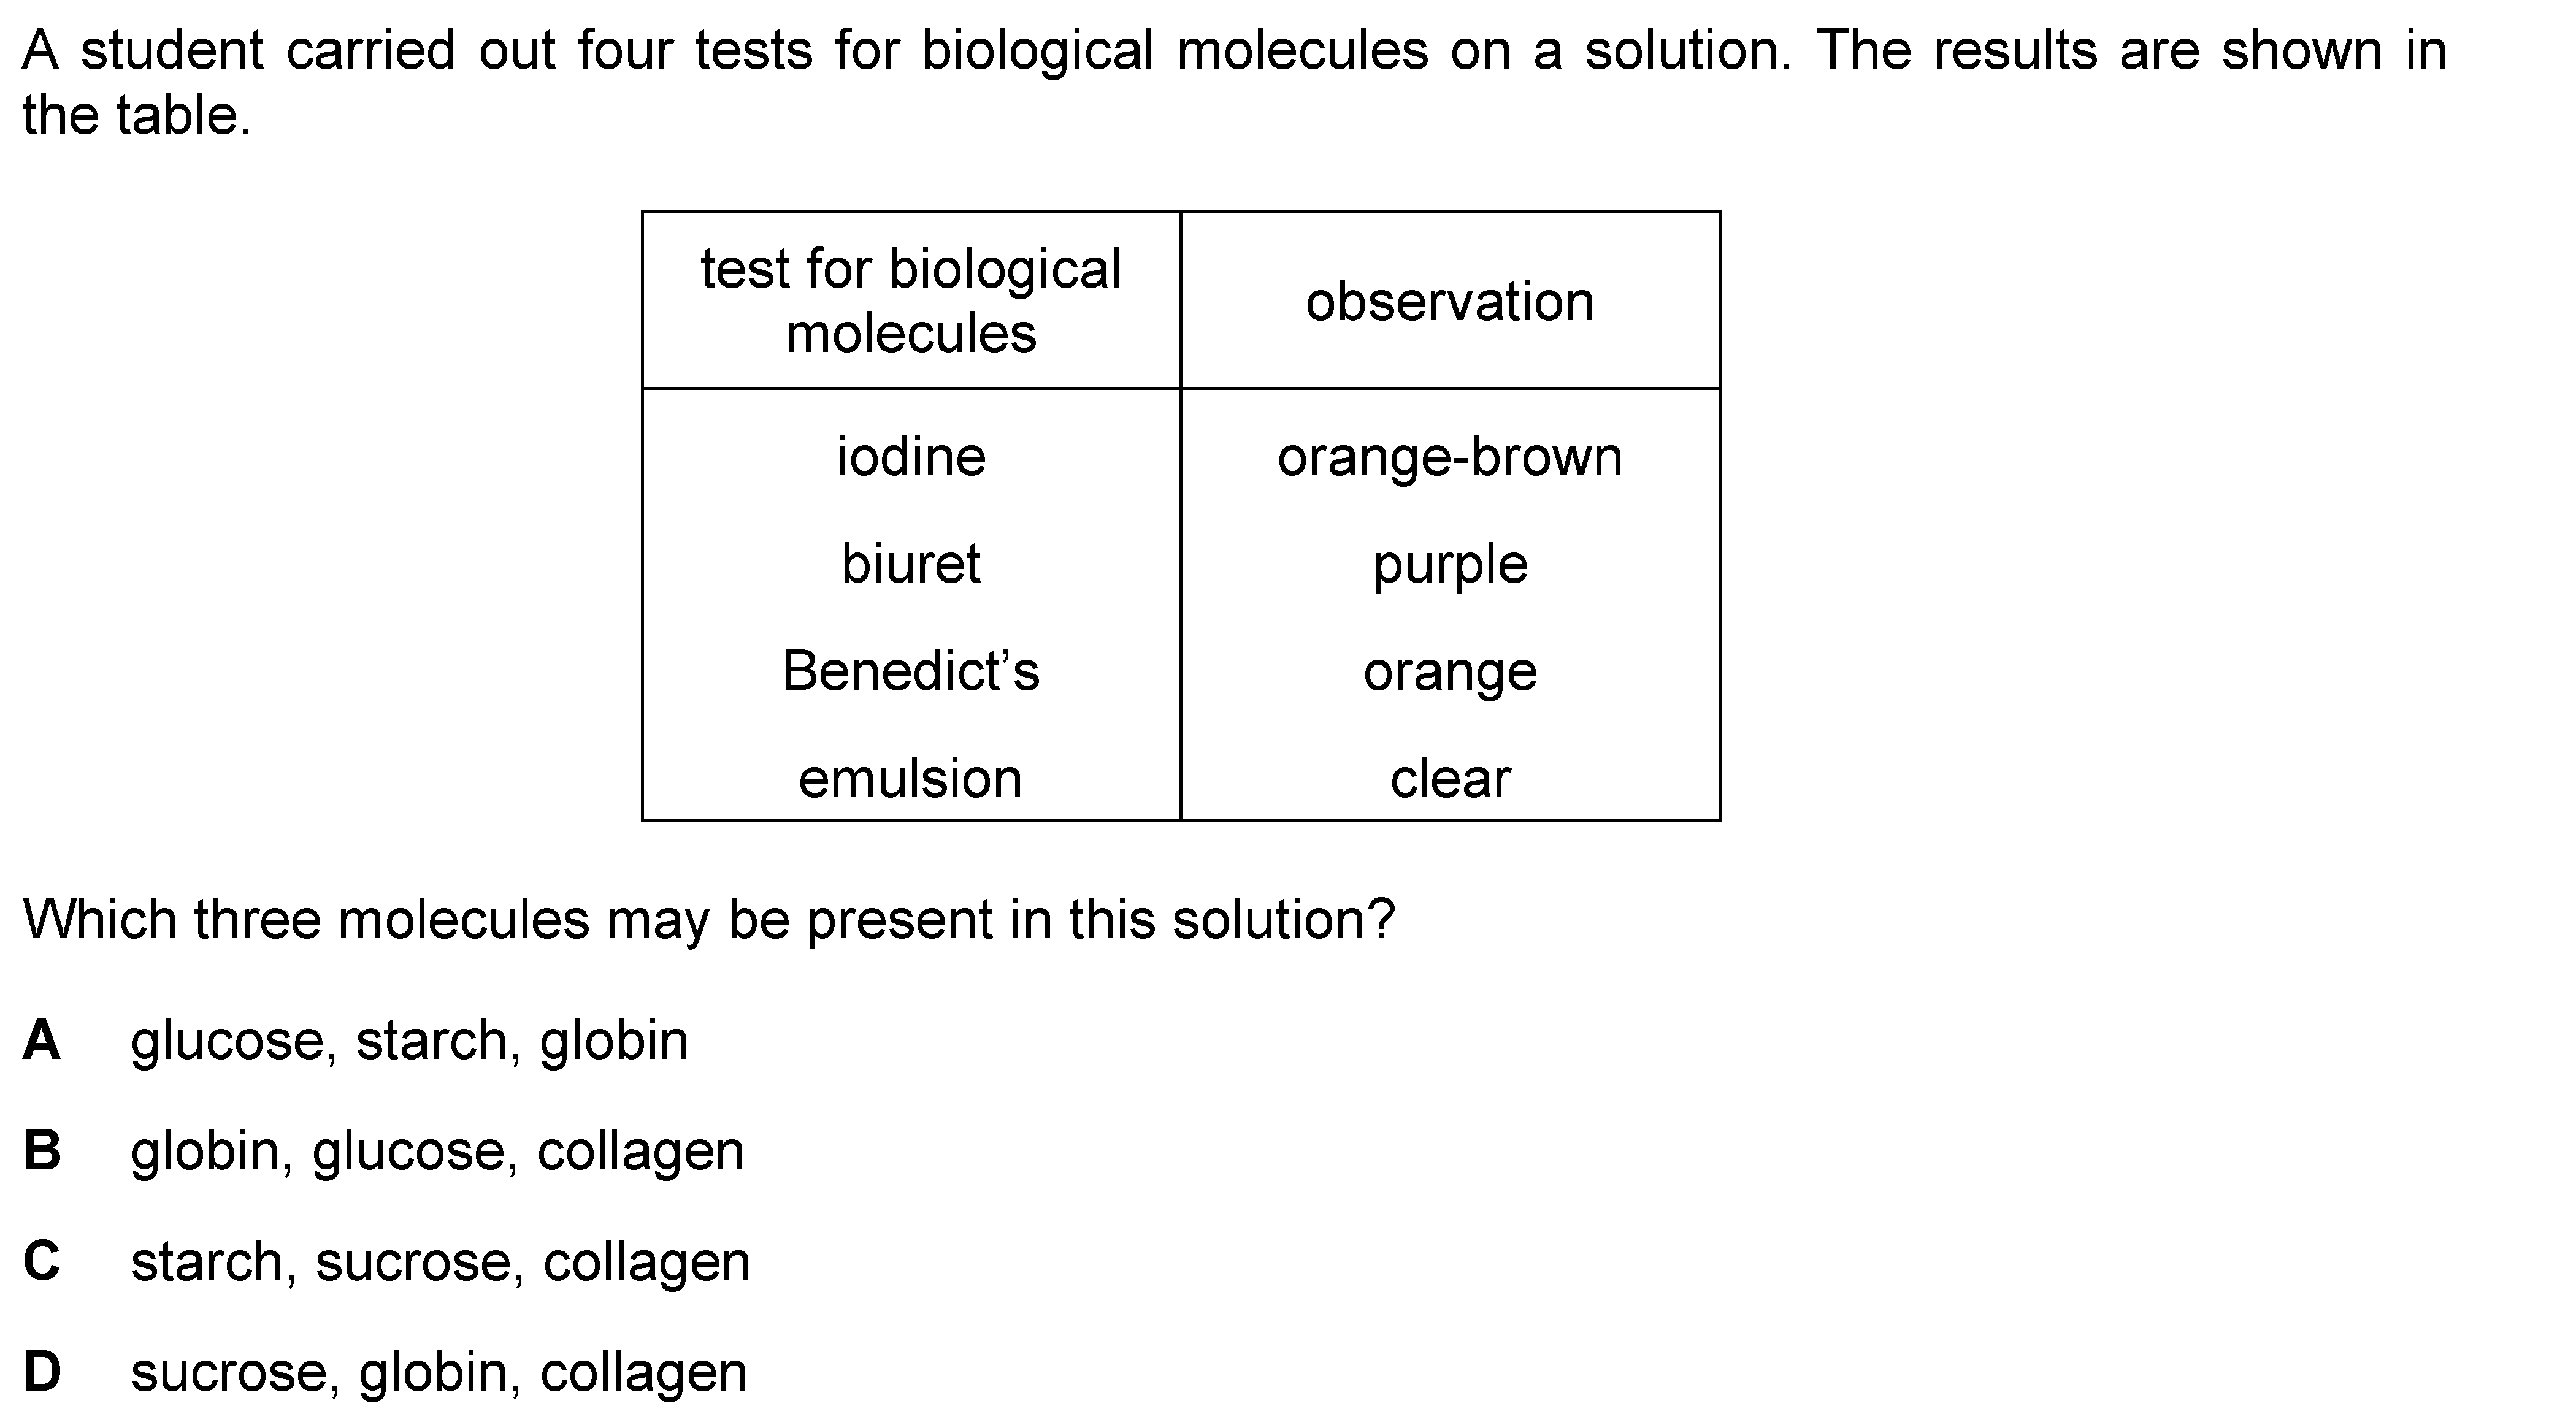 A student carried out four tests for biological molecules on a solution. The results are shown in
the table.
test for biological
molecules
observation
iodine
orange-brown
biuret
purple
Benedict’s
orange
emulsion
clear
Which three molecules may be present in this solution?
A glucose, starch, globin
B globin, glucose, collagen
C starch, sucrose, collagen
D sucrose, globin, collagen